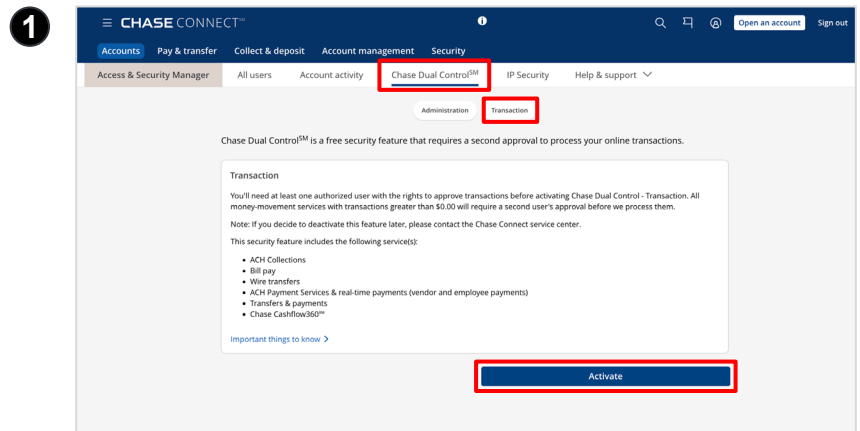 1
CHASE CONNECT℠
Open an account
Sign out
Accounts Pay & transfer Collect & deposit Account management Security
Access & Security Manager All users Account activity Chase Dual Control℠ IP Security Help & support
Administration Transaction
Chase Dual Control℠ is a free security feature that requires a second approval to process your online transactions.
Transaction
You'll need at least one authorized user with the rights to approve transactions before activating Chase Dual Control - Transaction. All
money-movement services with transactions greater than $0.00 will require a second user's approval before we process them.
Note: If you decide to deactivate this feature later, please contact the Chase Connect service center.
This security feature includes the following service(s):
• ACH Collections
• Bill pay
• Wire transfers
• ACH Payment Services & real-time payments (vendor and employee payments)
• Transfers & payments
• Chase Cashflow360℠
Important things to know
Activate